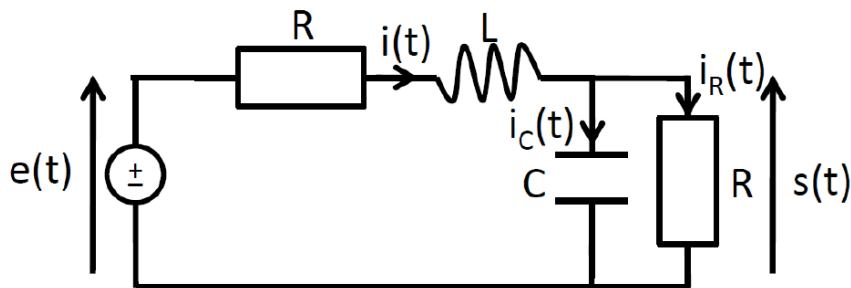 R
i(t)
L
i_R(t)
i_C(t)
e(t)
±
C
R
s(t)